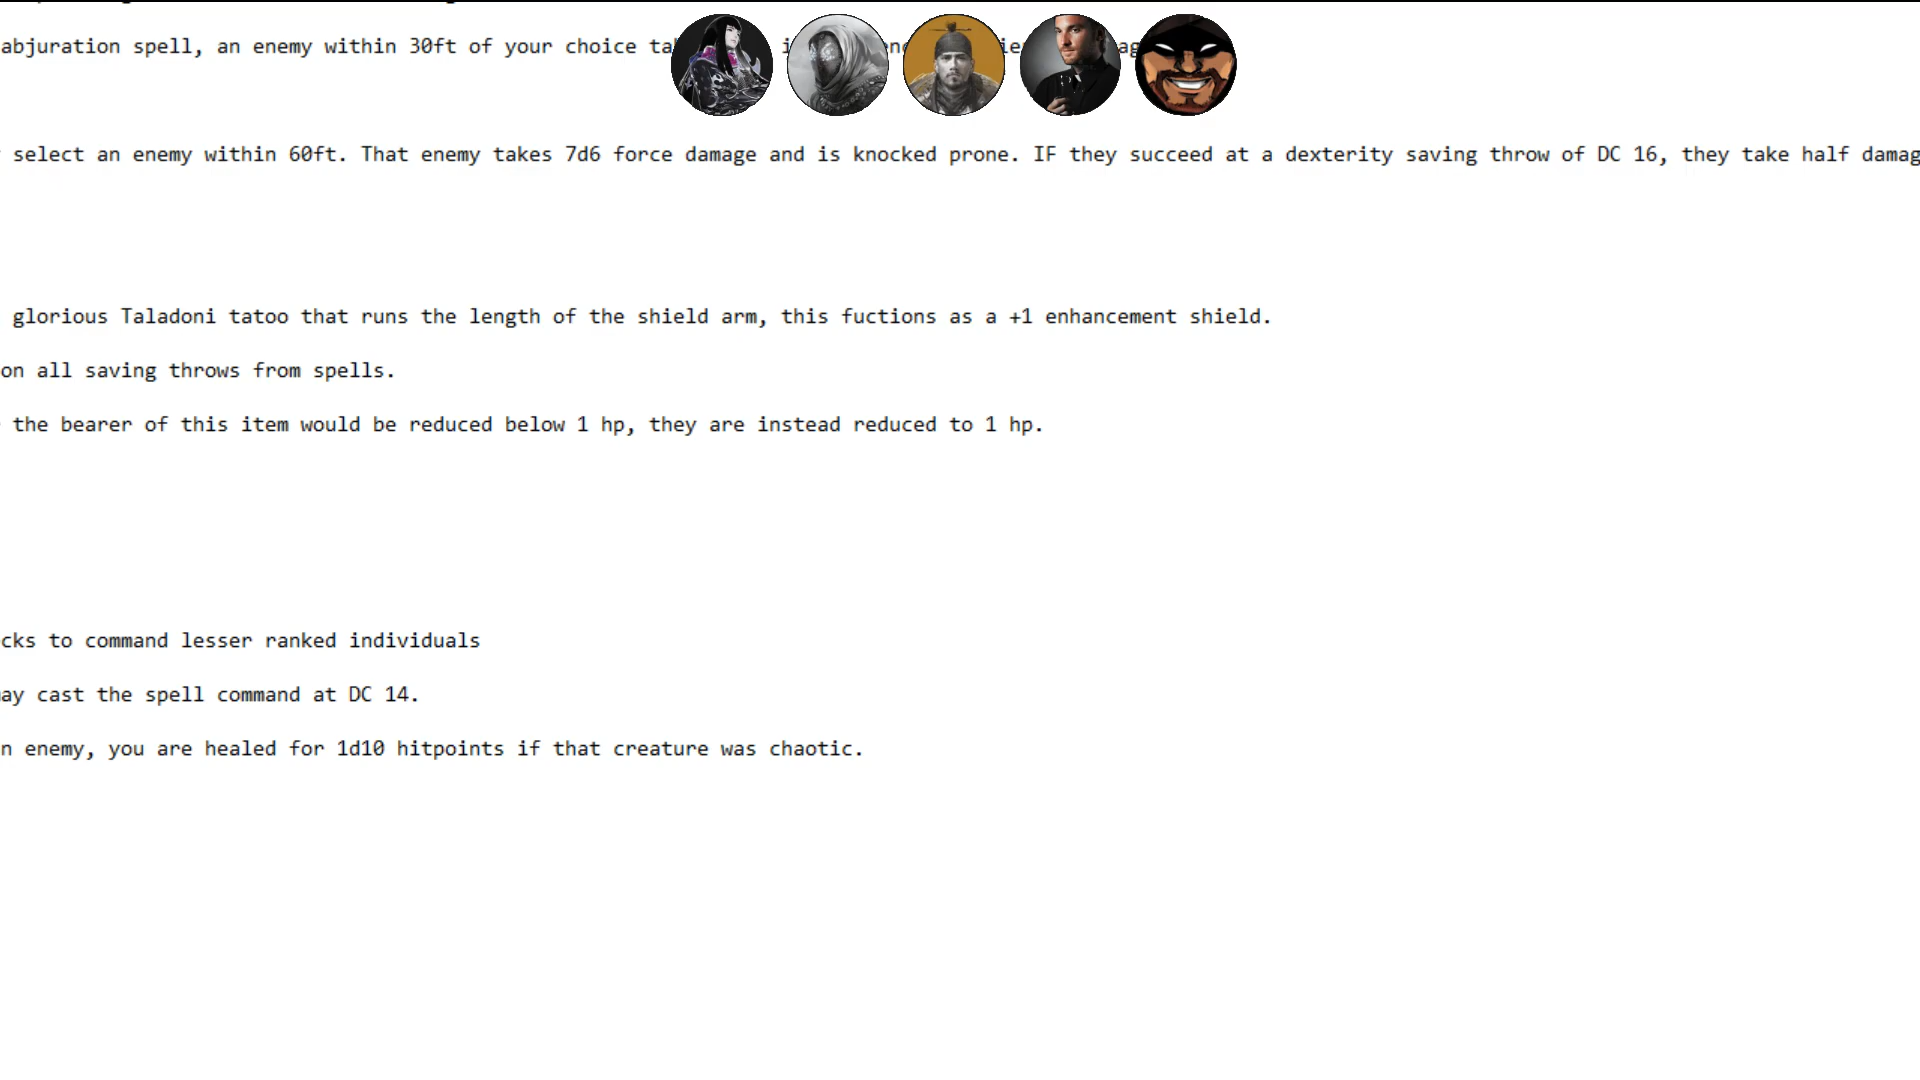 abjuration spell, an enemy within 30ft of your choice
select an enemy within 60ft. That enemy takes 7d6 force damage and is knocked prone. IF they succeed at a dexterity saving throw of DC 16, they take half damag
glorious Taladoni tatoo that runs the length of the shield arm, this fuctions as a +1 enhancement shield.
on all saving throws from spells.
the bearer of this item would be reduced below 1 hp, they are instead reduced to 1 hp.
cks to command lesser ranked individuals
ay cast the spell command at DC 14.
n enemy, you are healed for 1d10 hitpoints if that creature was chaotic.